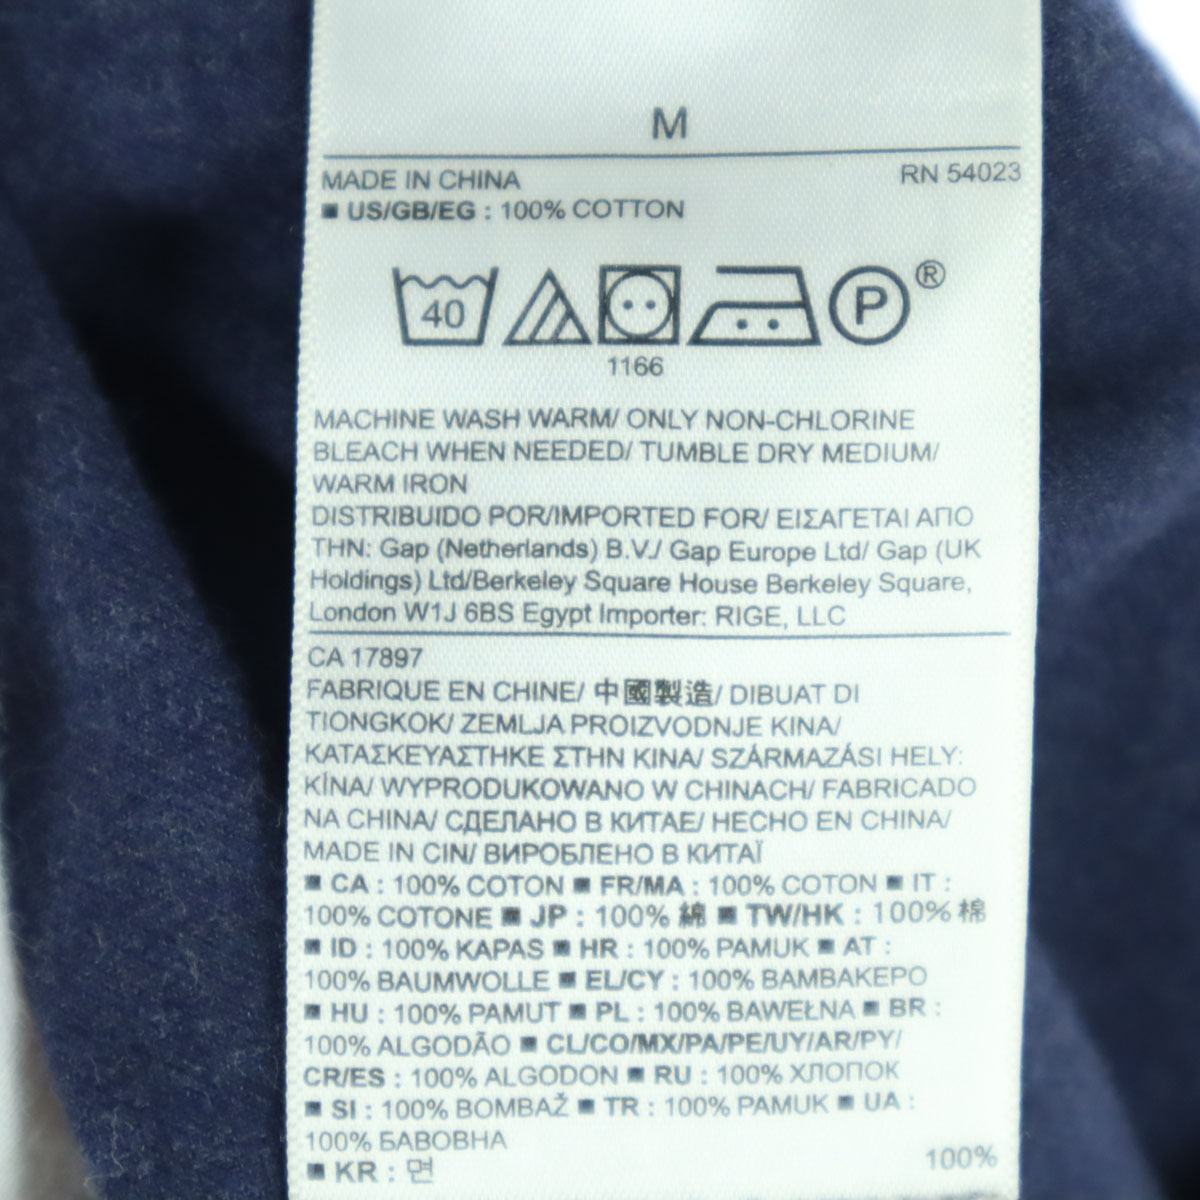 M
MADE IN CHINA RN 54023
■ US/GB/EG : 100% COTTON
40 P ®
1166
MACHINE WASH WARM/ ONLY NON-CHLORINE
BLEACH WHEN NEEDED/ TUMBLE DRY MEDIUM/
WARM IRON
DISTRIBUIDO POR/IMPORTED FOR/ ΕΙΣΑΓΕΤΑΙ ΑΠΟ
ΤΗΝ: Gap (Netherlands) B.V./ Gap Europe Ltd/ Gap (UK
Holdings) Ltd/Berkeley Square House Berkeley Square,
London W1J 6BS Egypt Importer: RIGE, LLC
CA 17897
FABRIQUE EN CHINE/ 中國製造/ DIBUAT DI
TIONGKOK/ ZEMLJA PROIZVODNJE KINA/
ΚΑΤΑΣΚΕΥΑΣΤΗΚΕ ΣΤΗΝ ΚΙΝΑ/ SZÁRMAZÁSI HELY:
KÍNA/ WYPRODUKOWANO W CHINACH/ FABRICADO
NA CHINA/ СДЕЛАНО В КИТАЕ/ HECHO EN CHINA/
MADE IN CIN/ ВИРОБЛЕНО В КИТАЇ
■ CA : 100% COTON ■ FR/MA : 100% COTON ■ IT :
100% COTONE ■ JP : 100% 綿 ■ TW/HK : 100% 棉
■ ID : 100% KAPAS ■ HR : 100% PAMUK ■ AT :
100% BAUMWOLLE ■ EL/CY : 100% ΒΑΜΒΑΚΕΡΟ
■ HU : 100% PAMUT ■ PL : 100% BAWEŁNA ■ BR :
100% ALGODÃO ■ CL/CO/MX/PA/PE/UY/AR/PY/
CR/ES : 100% ALGODON ■ RU : 100% ХЛОПОК
■ SI : 100% BOMBAŽ ■ TR : 100% PAMUK ■ UA :
100% БАВОВНА
■ KR : 면 100%